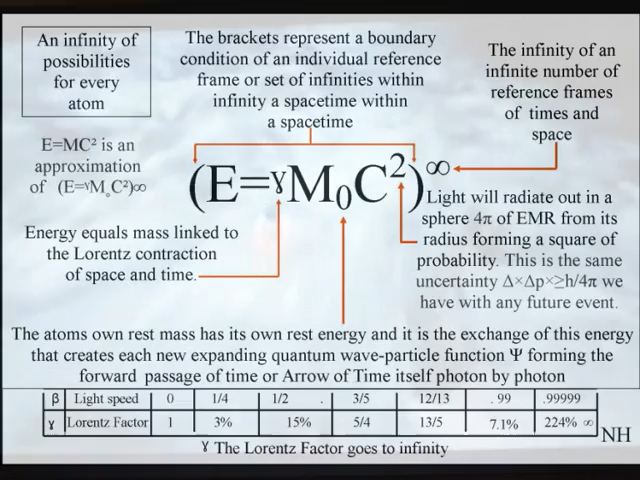 An infinity of
possibilities
for every
atom
The brackets represent a boundary
condition of an individual reference
frame or set of infinities within
infinity a spacetime within
a spacetime
The infinity of an
infinite number of
reference frames
of times and
space
E=MC² is an
approximation
of (E=ˠM˳C²)∞
(E=ˠM₀C²)∞
Energy equals mass linked to
the Lorentz contraction
of space and time.
Light will radiate out in a
sphere 4π of EMR from its
radius forming a square of
probability. This is the same
uncertainty Δ×Δp×≥h/4π we
have with any future event.
The atoms own rest mass has its own rest energy and it is the exchange of this energy
that creates each new expanding quantum wave-particle function Ψ forming the
forward passage of time or Arrow of Time itself photon by photon
β Light speed 0 1/4 1/2 . 3/5 12/13 . 99 .99999
ɣ Lorentz Factor 1 3% 15% 5/4 13/5 7.1% 224% ∞
NH
ɣ The Lorentz Factor goes to infinity